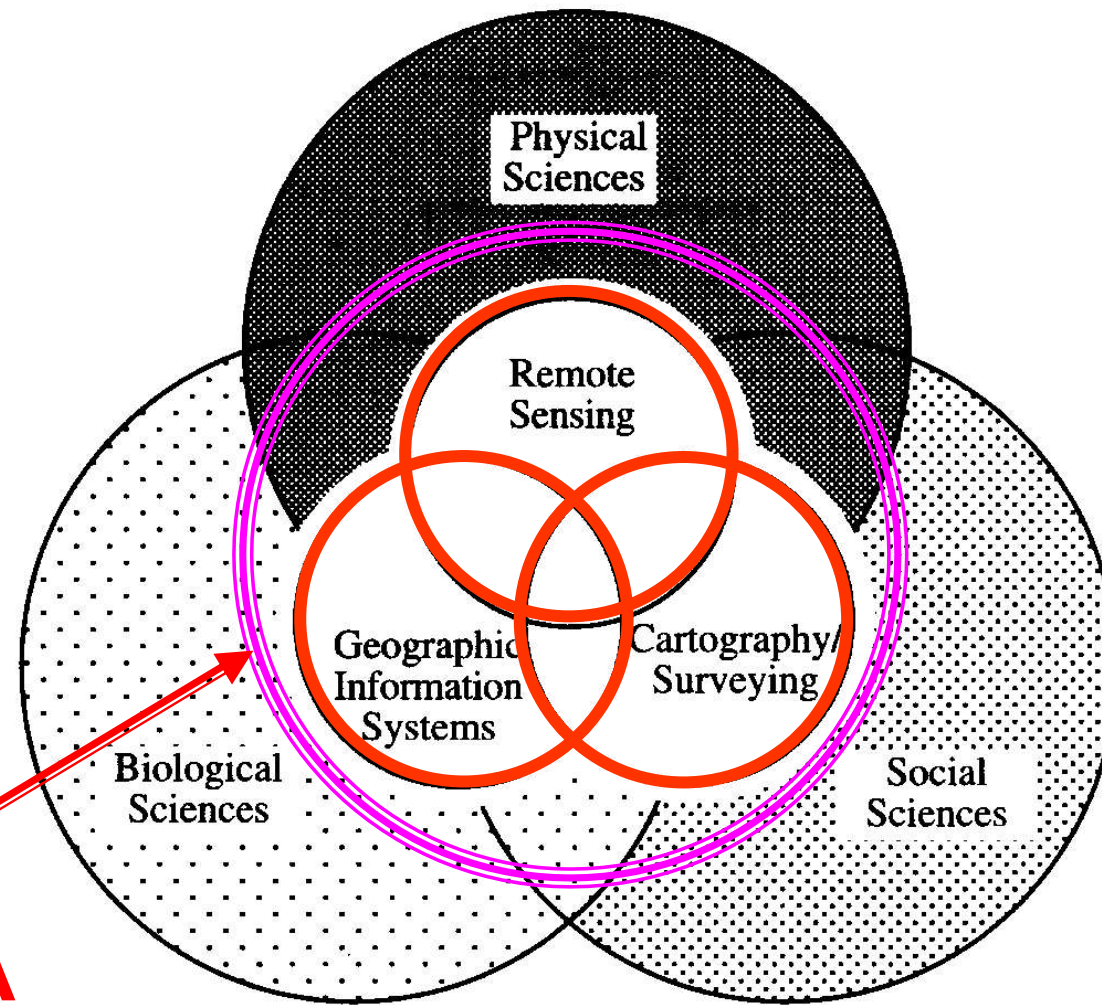 Physical
Sciences
Remote
Sensing
Geographic
Information
Systems
Cartography/
Surveying
Biological
Sciences
Social
Sciences